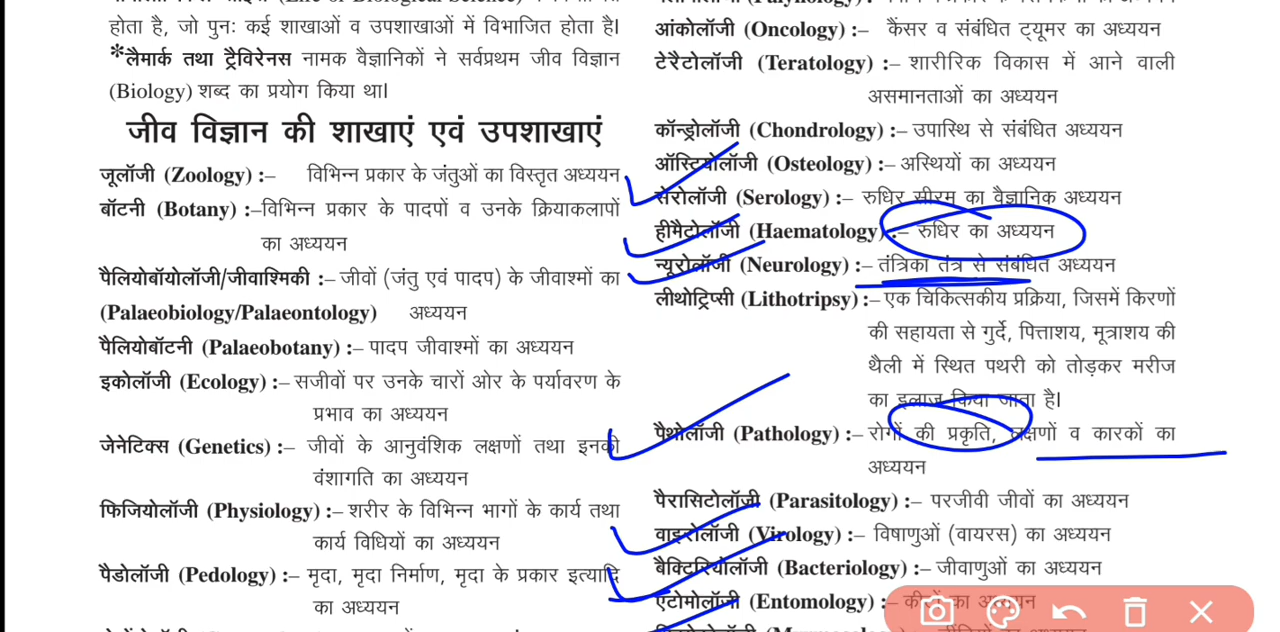 होता है, जो पुनः कई शाखाओं व उपशाखाओं में विभाजित होता है।
*लैमार्क तथा ट्रैविरेनस नामक वैज्ञानिकों ने सर्वप्रथम जीव विज्ञान
(Biology) शब्द का प्रयोग किया था।
जीव विज्ञान की शाखाएं एवं उपशाखाएं
जूलॉजी (Zoology) :– विभिन्न प्रकार के जंतुओं का विस्तृत अध्ययन
बॉटनी (Botany) :–विभिन्न प्रकार के पादपों व उनके क्रियाकलापों
का अध्ययन
पैलियोबॉयोलॉजी/जीवाश्मिकी :– जीवों (जंतु एवं पादप) के जीवाश्मों का
(Palaeobiology/Palaeontology) अध्ययन
पैलियोबॉटनी (Palaeobotany) :– पादप जीवाश्मों का अध्ययन
इकोलॉजी (Ecology) :– सजीवों पर उनके चारों ओर के पर्यावरण के
प्रभाव का अध्ययन
जेनेटिक्स (Genetics) :– जीवों के आनुवंशिक लक्षणों तथा इनकी
वंशागति का अध्ययन
फिजियोलॉजी (Physiology) :– शरीर के विभिन्न भागों के कार्य तथा
कार्य विधियों का अध्ययन
पैडोलॉजी (Pedology) :– मृदा, मृदा निर्माण, मृदा के प्रकार इत्यादि
का अध्ययन
आंकोलॉजी (Oncology) :– कैंसर व संबंधित ट्यूमर का अध्ययन
टेरैटोलॉजी (Teratology) :– शारीरिक विकास में आने वाली
असमानताओं का अध्ययन
कॉन्ड्रोलॉजी (Chondrology) :– उपास्थि से संबंधित अध्ययन
ऑस्टियोलॉजी (Osteology) :– अस्थियों का अध्ययन
सेरोलॉजी (Serology) :– रुधिर सीरम का वैज्ञानिक अध्ययन
हीमैटोलॉजी (Haematology) :– रुधिर का अध्ययन
न्यूरोलॉजी (Neurology) :– तंत्रिका तंत्र से संबंधित अध्ययन
लीथोट्रिप्सी (Lithotripsy) :– एक चिकित्सकीय प्रक्रिया, जिसमें किरणों
की सहायता से गुर्दे, पित्ताशय, मूत्राशय की
थैली में स्थित पथरी को तोड़कर मरीज
का इलाज किया जाता है।
पैथोलॉजी (Pathology) :– रोगों की प्रकृति, लक्षणों व कारकों का
अध्ययन
पैरासिटोलॉजी (Parasitology) :– परजीवी जीवों का अध्ययन
वाइरोलॉजी (Virology) :– विषाणुओं (वायरस) का अध्ययन
बैक्टिरियोलॉजी (Bacteriology) :– जीवाणुओं का अध्ययन
एंटोमोलॉजी (Entomology) :– कीटों का अध्ययन